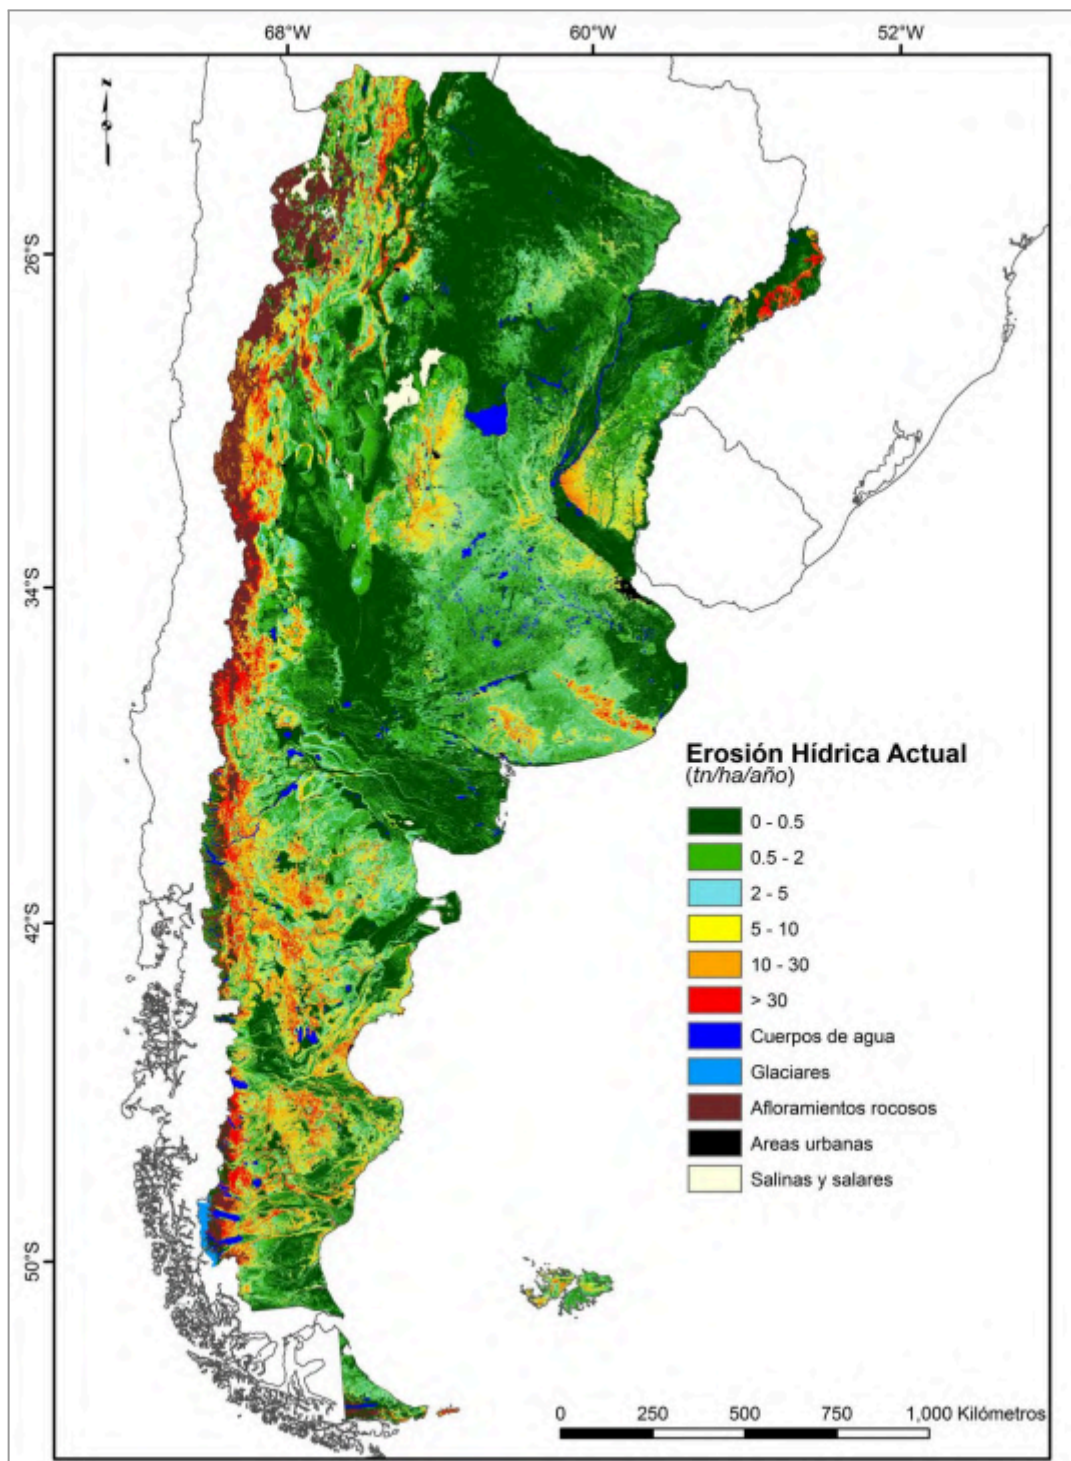 68°W 60°W 52°W
z
26°S
34°S
42°S
50°S
Erosión Hídrica Actual
(tn/ha/año)
0 - 0.5
0.5 - 2
2 - 5
5 - 10
10 - 30
> 30
Cuerpos de agua
Glaciares
Afloramientos rocosos
Areas urbanas
Salinas y salares
0 250 500 750 1,000 Kilómetros